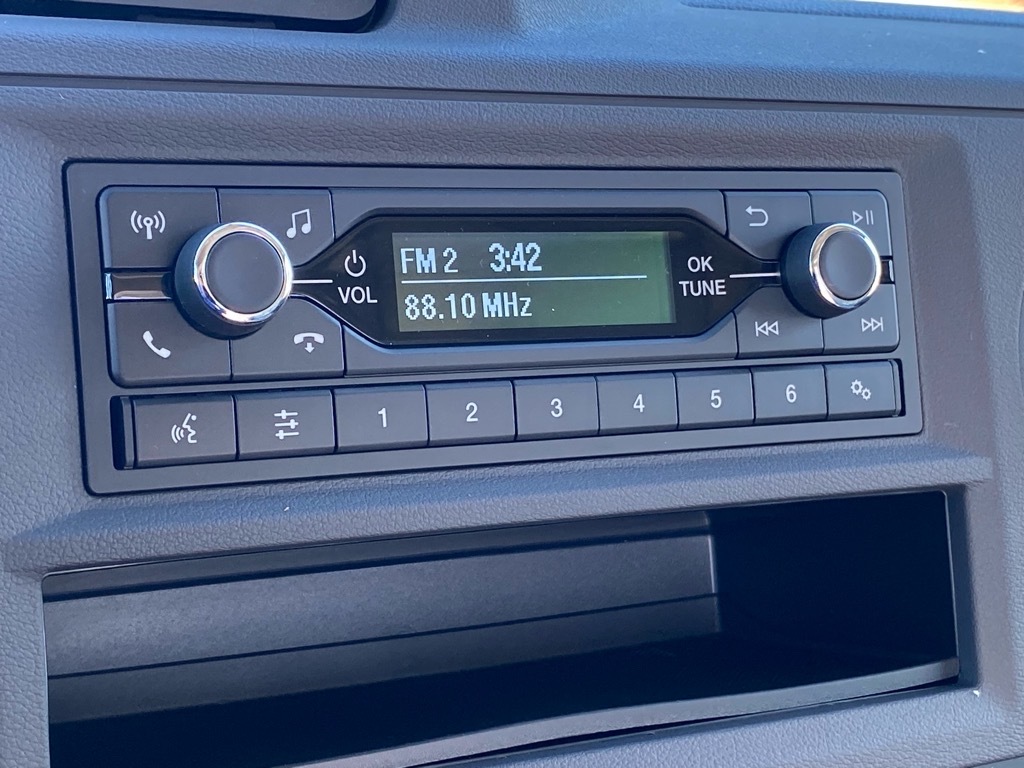 FM 2 3:42
88.10 MHz
VOL
OK
TUNE
1 2 3 4 5 6